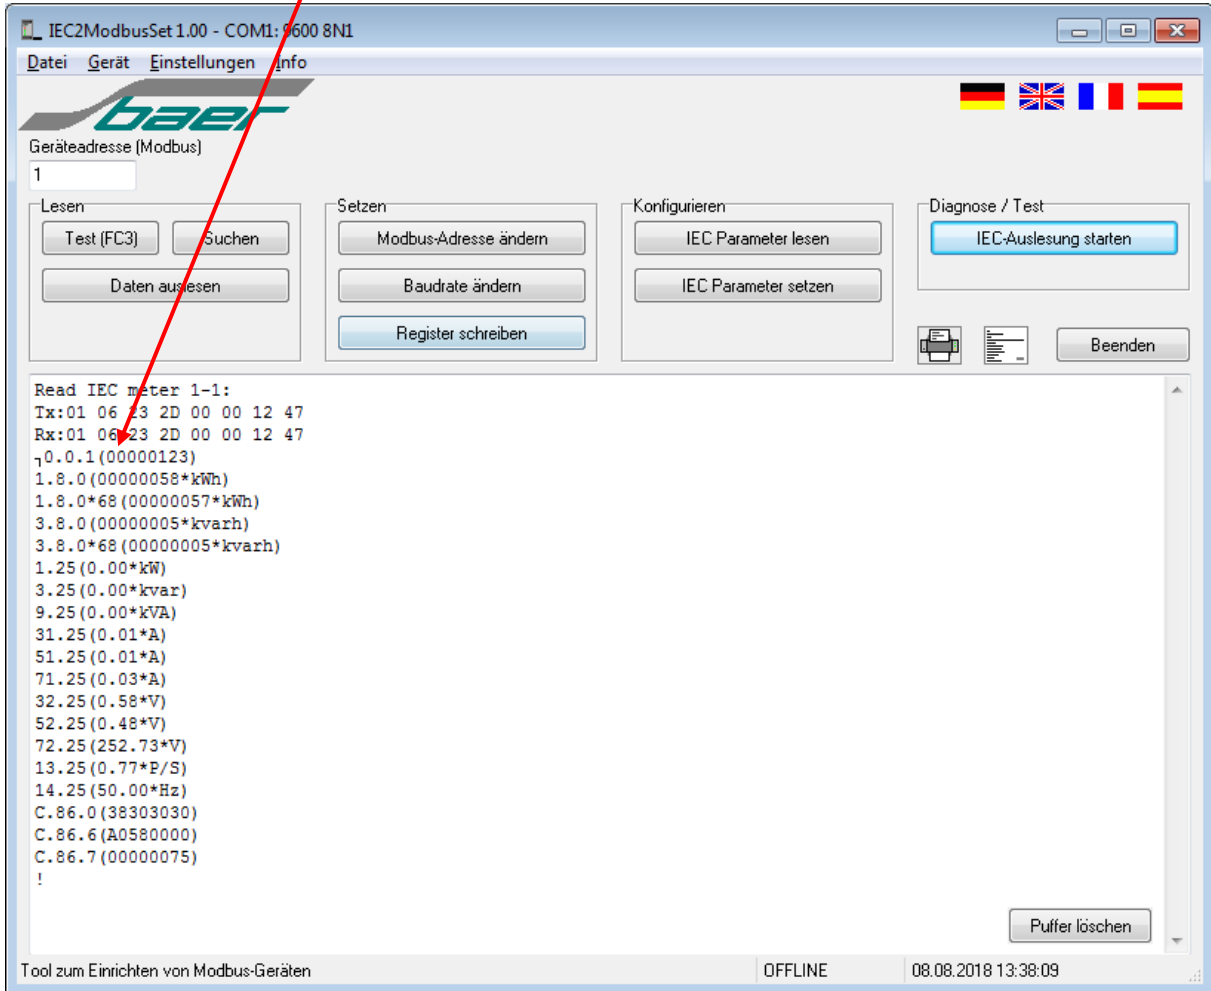 IEC2ModbusSet 1.00 - COM1: 9600 8N1
Datei Gerät Einstellungen Info
baer
Geräteadresse (Modbus)
1
Lesen
Test (FC3) Suchen
Daten auslesen
Setzen
Modbus-Adresse ändern
Baudrate ändern
Register schreiben
Konfigurieren
IEC Parameter lesen
IEC Parameter setzen
Diagnose / Test
IEC-Auslesung starten
Beenden
Read IEC meter 1-1:
Tx:01 06 23 2D 00 00 12 47
Rx:01 06 23 2D 00 00 12 47
┐0.0.1(00000123)
1.8.0(00000058*kWh)
1.8.0*68(00000057*kWh)
3.8.0(00000005*kvarh)
3.8.0*68(00000005*kvarh)
1.25(0.00*kW)
3.25(0.00*kvar)
9.25(0.00*kVA)
31.25(0.01*A)
51.25(0.01*A)
71.25(0.03*A)
32.25(0.58*V)
52.25(0.48*V)
72.25(252.73*V)
13.25(0.77*P/S)
14.25(50.00*Hz)
C.86.0(38303030)
C.86.6(A0580000)
C.86.7(00000075)
!
Puffer löschen
Tool zum Einrichten von Modbus-Geräten OFFLINE 08.08.2018 13:38:09